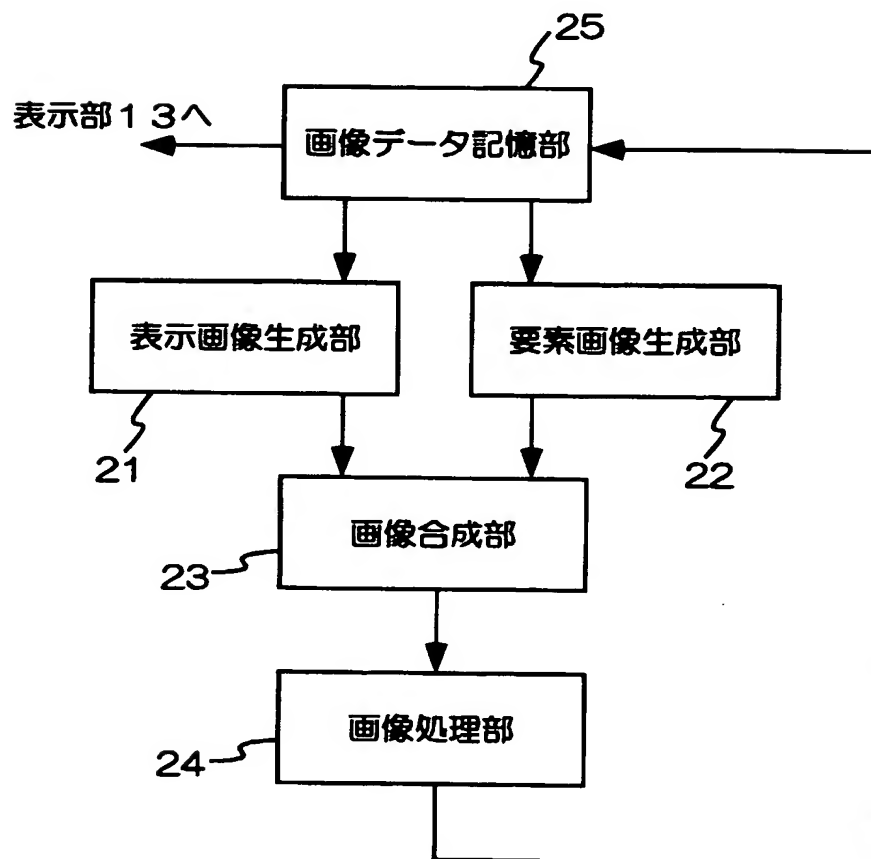 25
表示部13へ
画像データ記憶部
表示画像生成部
要素画像生成部
21
22
画像合成部
23
画像処理部
24